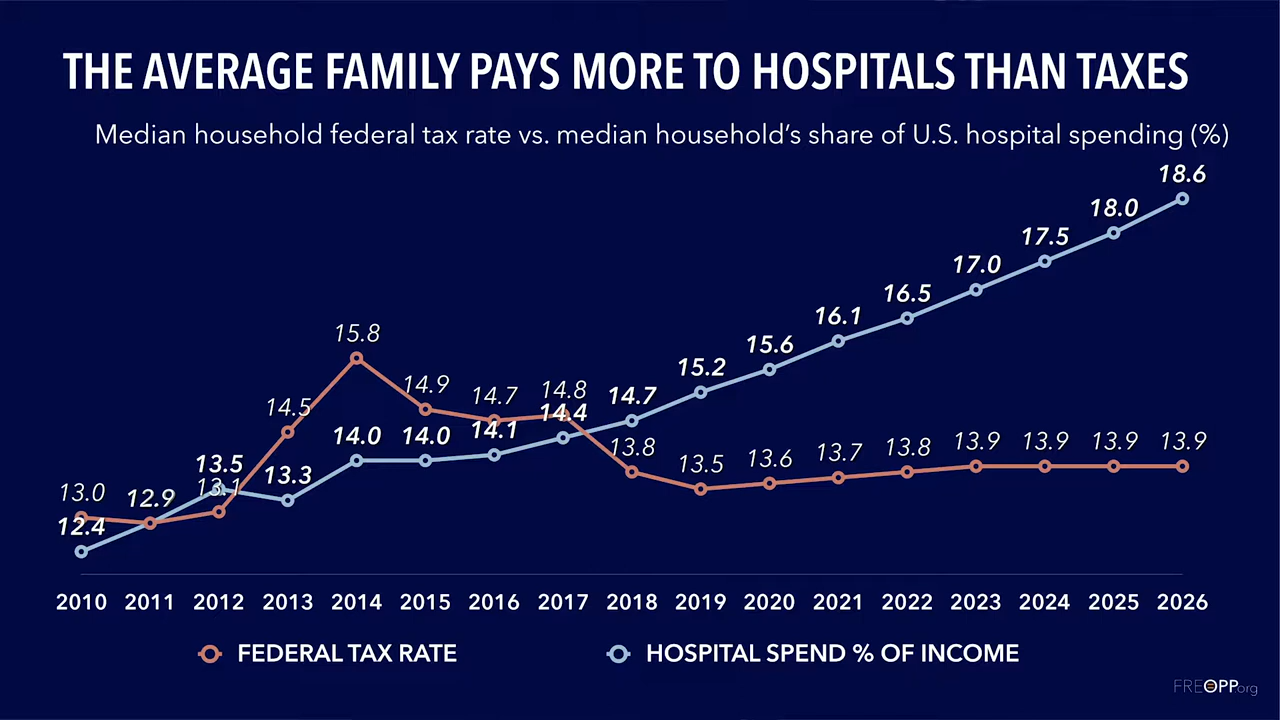 THE AVERAGE FAMILY PAYS MORE TO HOSPITALS THAN TAXES
Median household federal tax rate vs. median household's share of U.S. hospital spending (%)
18.6
18.0
17.5
17.0
16.5
16.1
15.8
15.6
15.2
14.9 14.7 14.8 14.7
14.5 14.4
14.0 14.0 14.1
13.8 13.5 13.6 13.7 13.8 13.9 13.9 13.9 13.9
13.5 13.3
13.0 12.9 13.1
12.4
2010 2011 2012 2013 2014 2015 2016 2017 2018 2019 2020 2021 2022 2023 2024 2025 2026
FEDERAL TAX RATE HOSPITAL SPEND % OF INCOME
FREOPP.org